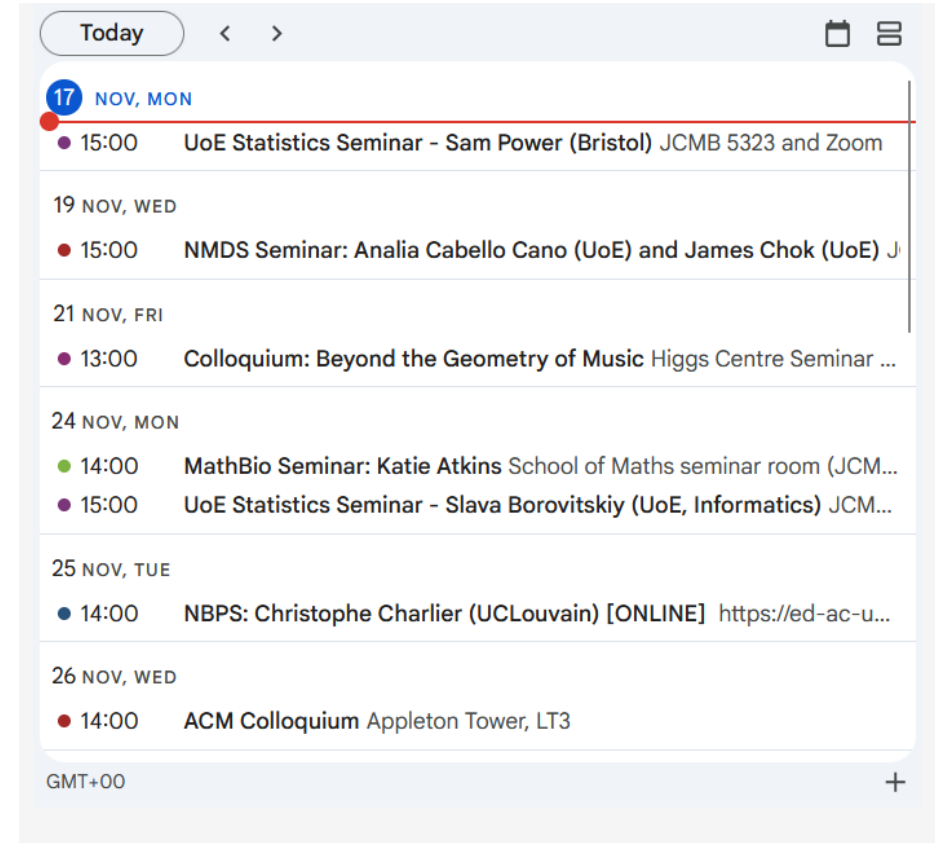 Today
17 NOV, MON
15:00 UoE Statistics Seminar - Sam Power (Bristol) JCMB 5323 and Zoom
19 NOV, WED
15:00 NMDS Seminar: Analia Cabello Cano (UoE) and James Chok (UoE)
21 NOV, FRI
13:00 Colloquium: Beyond the Geometry of Music Higgs Centre Seminar ...
24 NOV, MON
14:00 MathBio Seminar: Katie Atkins School of Maths seminar room (JCM...
15:00 UoE Statistics Seminar - Slava Borovitskiy (UoE, Informatics) JCM...
25 NOV, TUE
14:00 NBPS: Christophe Charlier (UCLouvain) [ONLINE] https://ed-ac-u...
26 NOV, WED
14:00 ACM Colloquium Appleton Tower, LT3
GMT+00